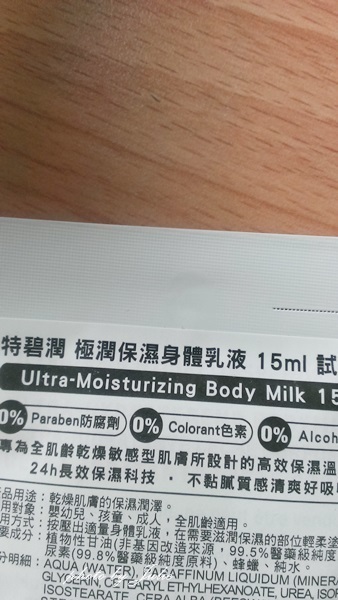 特碧潤 極潤保濕身體乳液 15ml 試
Ultra-Moisturizing Body Milk 15
0% Paraben防腐劑 0% Colorant色素 0% Alcoh
專為全肌齡乾燥敏感型肌膚所設計的高效保濕溫
24h長效保濕科技 , 不黏膩質感清爽好吸
品用途：乾燥肌膚的保濕潤澤。
用對象：嬰幼兒、孩童、成人，全肌齡適用。
用方式：按壓出適量身體乳液，在需要滋潤保濕的部位輕柔塗
要成分：植物性甘油(非基因改造來源，99.5%醫藥級純度
尿素(99.8%醫藥級純度原料)、蜂蠟、純水。
分明細：AQUA (WATER), PARAFFINUM LIQUIDUM (MINERA
GLYCERIN, CETEARYL ETHYLHEXANOATE, UREA, ISOP
ISOSTEARATE, CERA ALBA (BEES